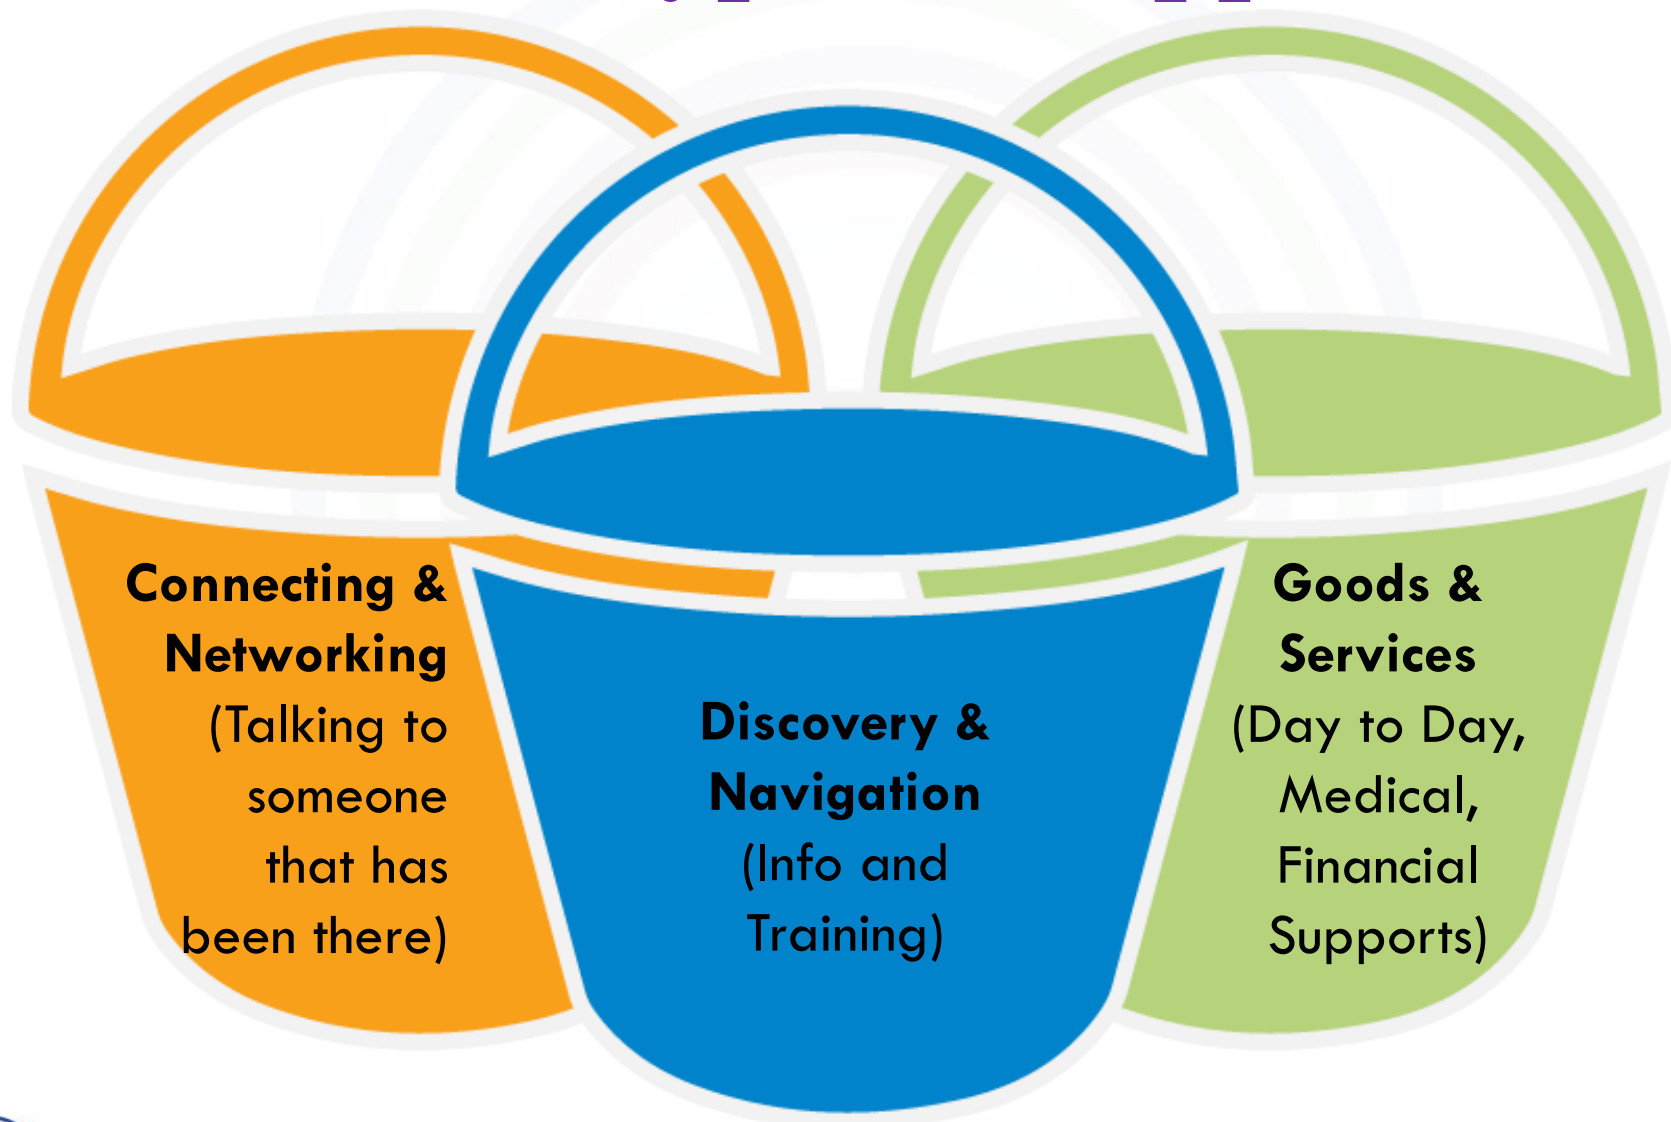 Connecting &
Networking
(Talking to
someone
that has
been there)
Discovery &
Navigation
(Info and
Training)
Goods &
Services
(Day to Day,
Medical,
Financial
Supports)